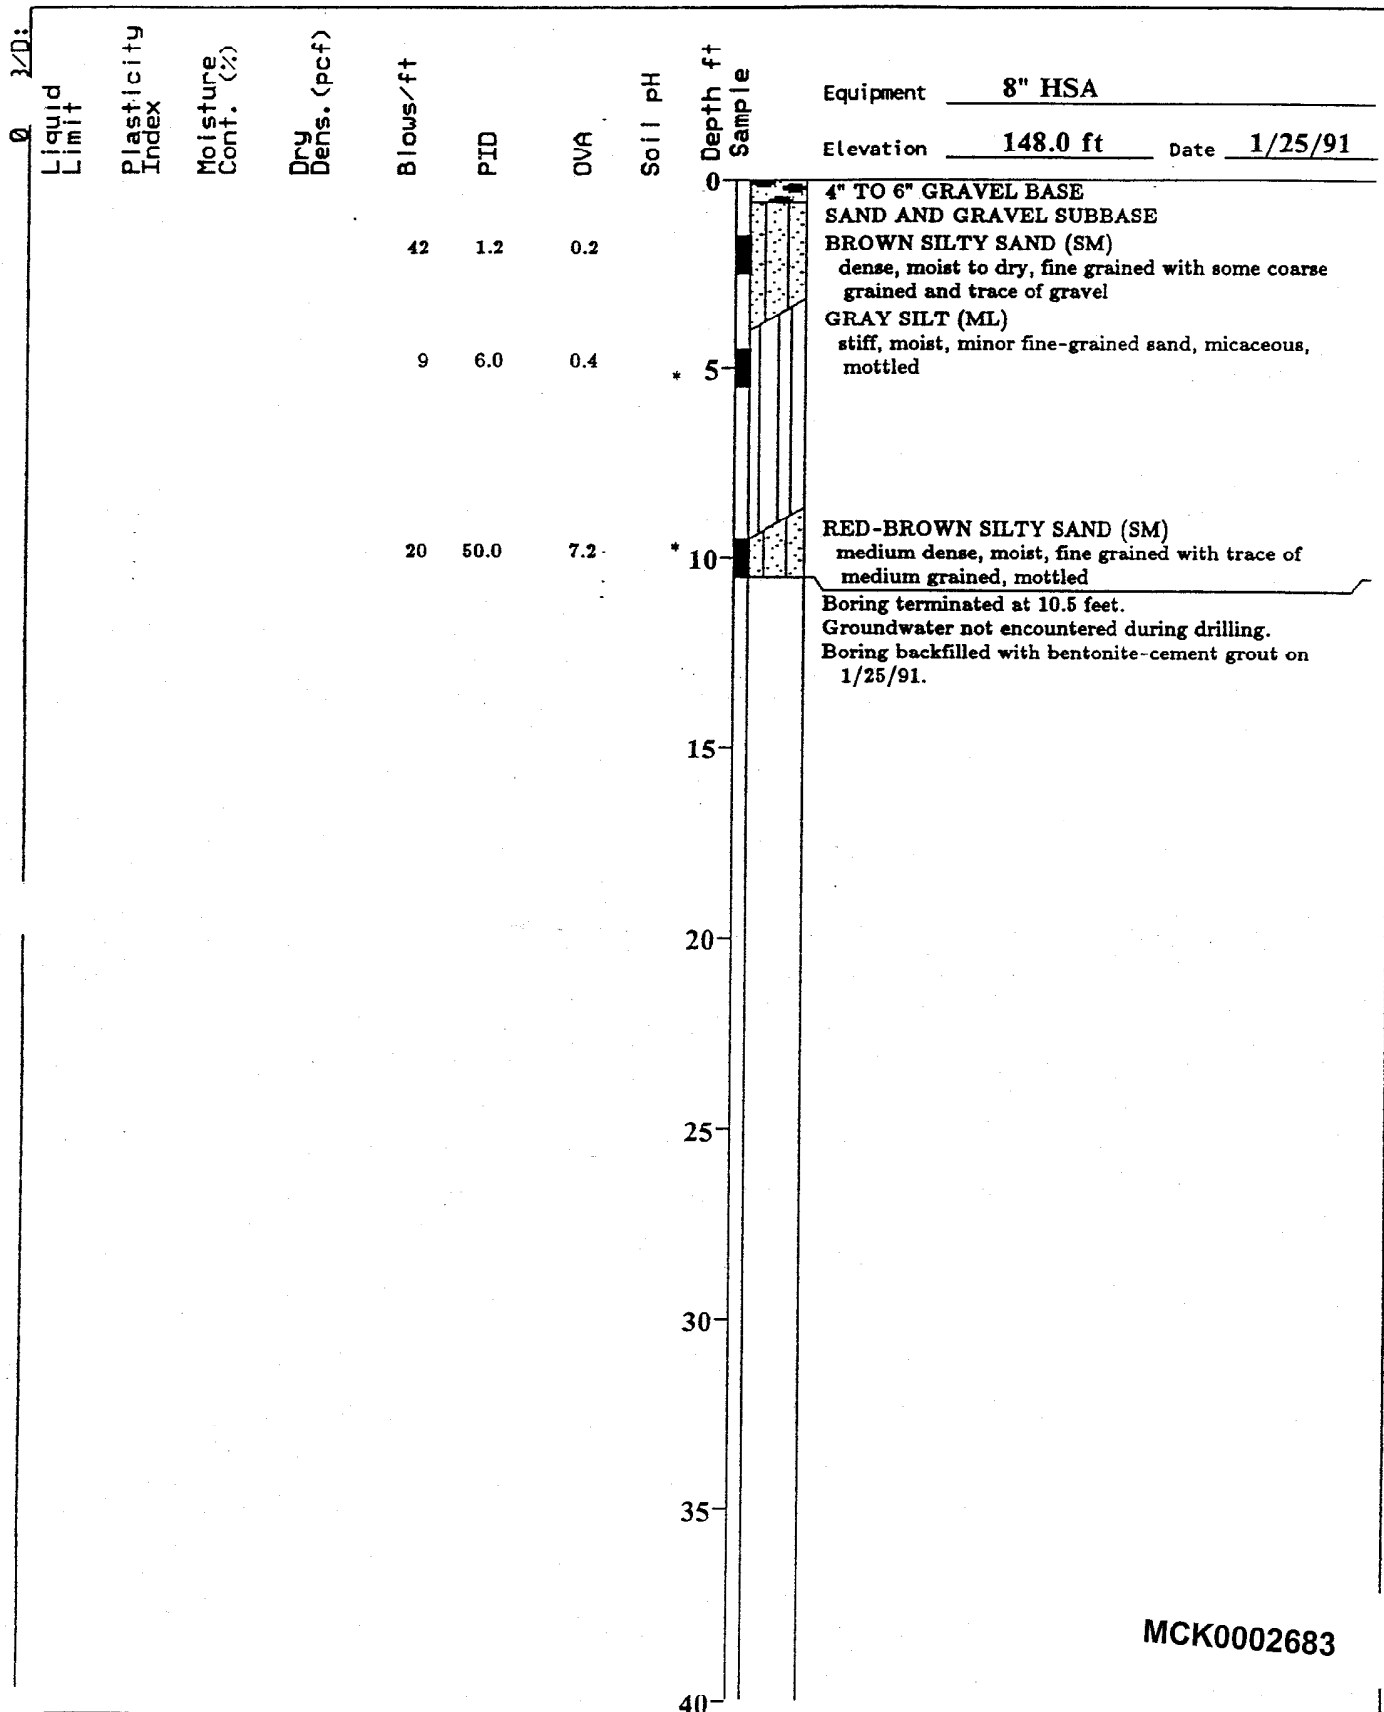 Liquid
Limit
Plasticity
Index
Moisture
Cont. (%)
Dry
Dens. (pcf)
Blows/ft
PID
OVA
Soil pH
Depth ft
Sample
Equipment 8" HSA
Elevation 148.0 ft Date 1/25/91
0
4" TO 6" GRAVEL BASE
SAND AND GRAVEL SUBBASE
42 1.2 0.2 BROWN SILTY SAND (SM)
dense, moist to dry, fine grained with some coarse
grained and trace of gravel
GRAY SILT (ML)
stiff, moist, minor fine-grained sand, micaceous,
9 6.0 0.4 * 5 mottled
RED-BROWN SILTY SAND (SM)
20 50.0 7.2 * 10 medium dense, moist, fine grained with trace of
medium grained, mottled
Boring terminated at 10.5 feet.
Groundwater not encountered during drilling.
Boring backfilled with bentonite-cement grout on
1/25/91.
15
20
25
30
35
MCK0002683
40